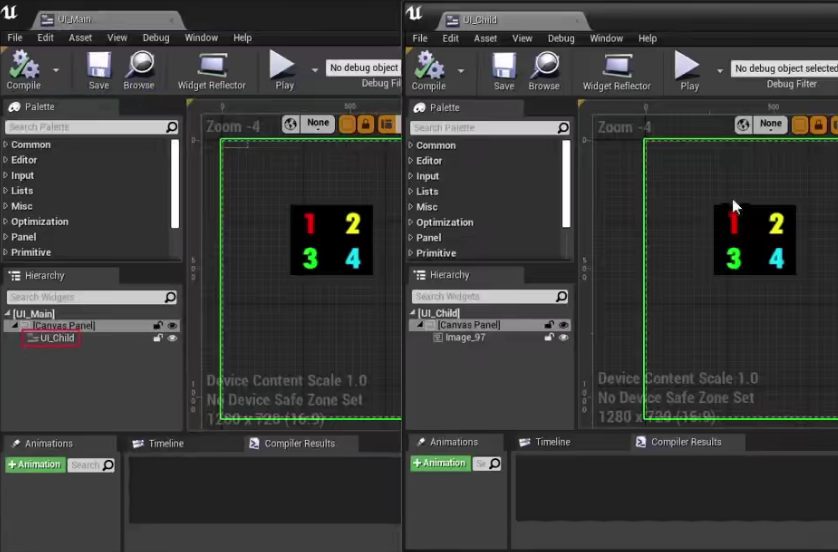 UI_Main
File Edit Asset View Debug Window Help
Compile Save Browse Widget Reflector Play No debug object
Debug Fil
Palette
Search Palette
Zoom -4
None
0 500
Common
Editor
Input
Lists
Misc
Optimization
Panel
Primitive
1 2
3 4
Hierarchy
Search Widgets
[UI_Main]
[Canvas Panel]
UI_Child
Device Content Scale 1.0
No Device Safe Zone Set
1280 x 720 (16:9)
Animations
Timeline
Compiler Results
+Animation
Search
UI_Child
File Edit Asset View Debug Window Help
Compile Save Browse Widget Reflector Play No debug object selected
Debug Filter
Palette
Search Palette
Zoom -4
None
0 500
Common
Editor
Input
Lists
Misc
Optimization
Panel
Primitive
1 2
3 4
Hierarchy
Search Widgets
[UI_Child]
[Canvas Panel]
Image_97
Device Content Scale 1.0
No Device Safe Zone Set
1280 x 720 (16:9)
Animations
Timeline
Compiler Results
+Animation
Se